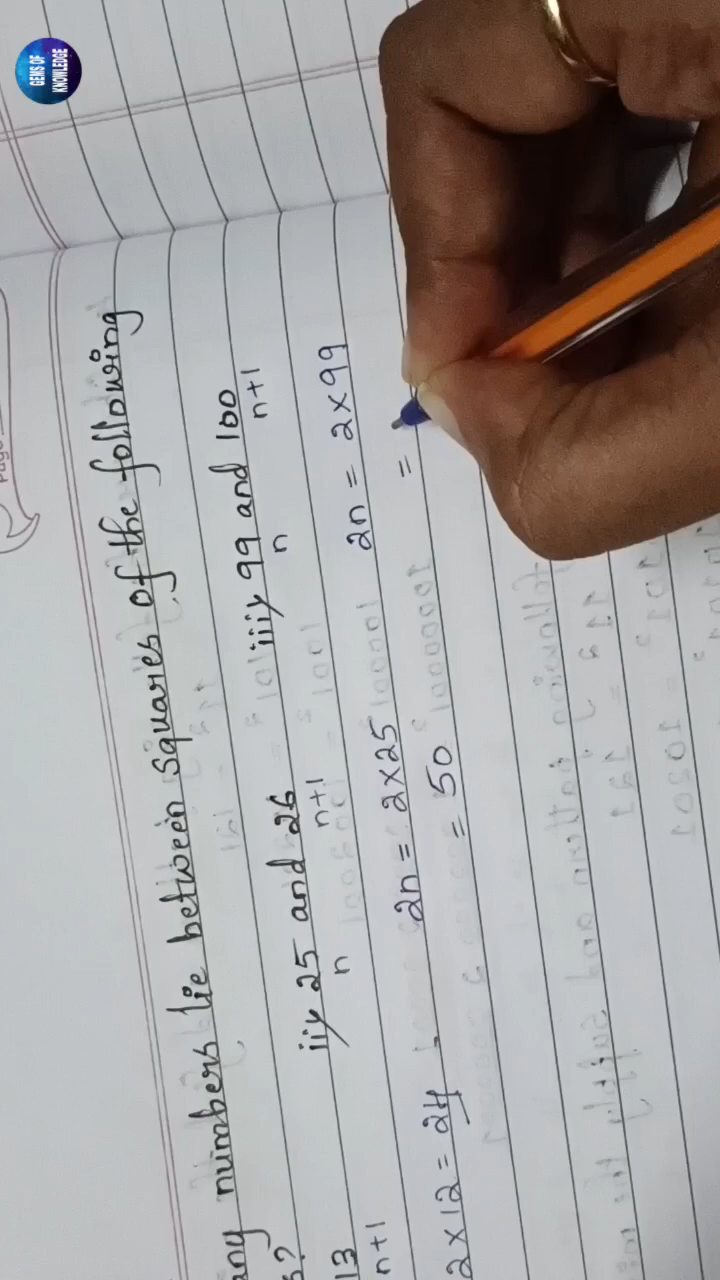 GEMS OF
KNOWLEDGE
any numbers lie between squares of the following
s?
13 ii, 25 and 26 iii, 99 and 100
n+1 n n+1 n n+1
2×12 = 24 2n = 2×25 2n = 2×99
= 50 =